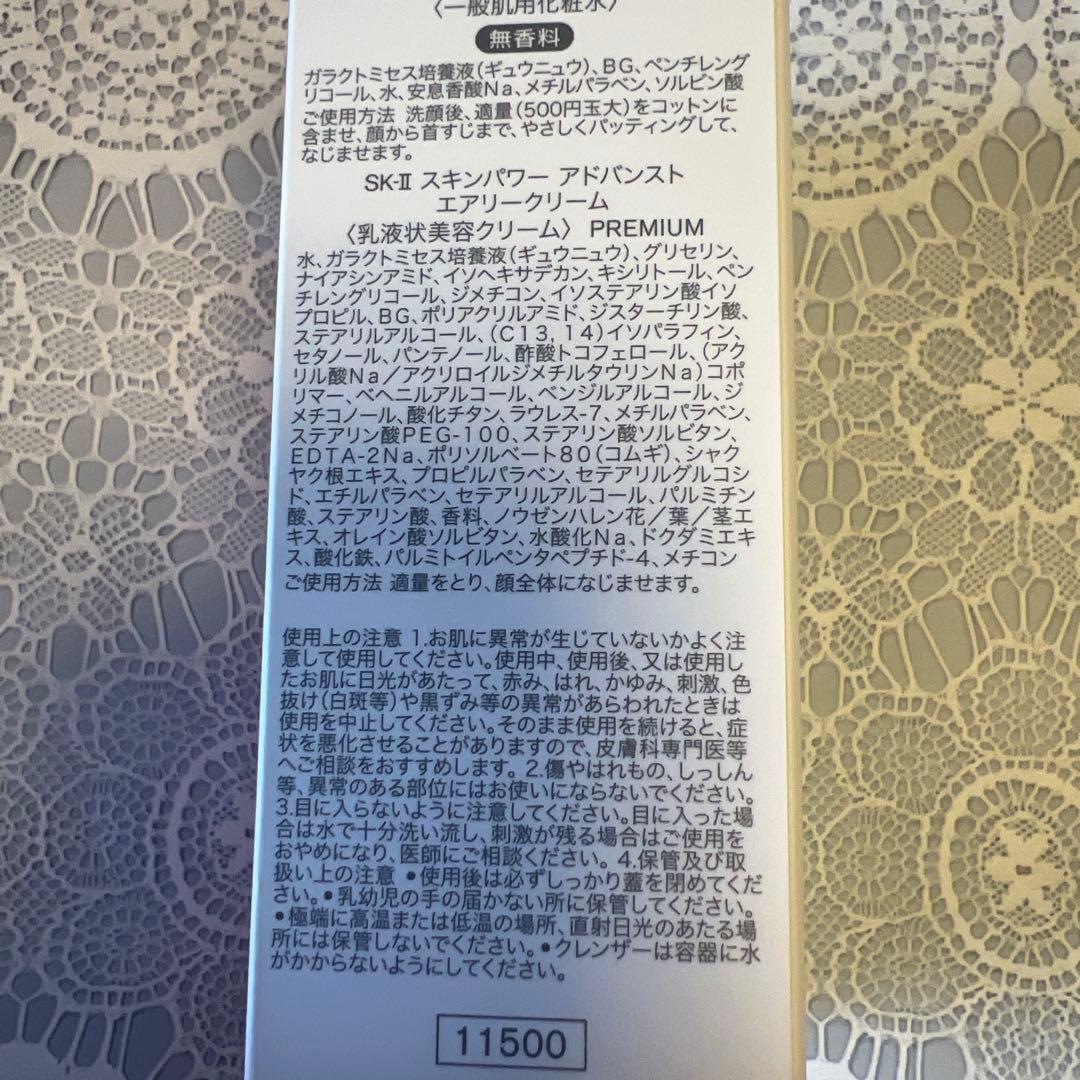 〈一般肌用化粧水〉
無香料
ガラクトミセス培養液(ギュウニュウ)、BG、ペンチレング
リコール、水、安息香酸Na、メチルパラベン、ソルビン酸
ご使用方法 洗顔後、適量(500円玉大)をコットンに
含ませ、顔から首すじまで、やさしくパッティングして、
なじませます。
SK-II スキンパワー アドバンスト
エアリークリーム
〈乳液状美容クリーム〉 PREMIUM
水、ガラクトミセス培養液(ギュウニュウ)、グリセリン、
ナイアシンアミド、イソヘキサデカン、キシリトール、ペン
チレングリコール、ジメチコン、イソステアリン酸イソ
プロピル、BG、ポリアクリルアミド、ジスターチリン酸、
ステアリルアルコール、(C13, 14)イソパラフィン、
セタノール、パンテノール、酢酸トコフェロール、(アク
リル酸Na/アクリロイルジメチルタウリンNa)コポ
リマー、ベヘニルアルコール、ベンジルアルコール、ジ
メチコノール、酸化チタン、ラウレス-7、メチルパラベン、
ステアリン酸PEG-100、ステアリン酸ソルビタン、
EDTA-2Na、ポリソルベート80(コムギ)、シャク
ヤク根エキス、プロピルパラベン、セテアリルグルコシ
ド、エチルパラベン、セテアリルアルコール、パルミチン
酸、ステアリン酸、香料、ノウゼンハレン花/葉/茎エ
キス、オレイン酸ソルビタン、水酸化Na、ドクダミエキ
ス、酸化鉄、パルミトイルペンタペプチド-4、メチコン
ご使用方法 適量をとり、顔全体になじませます。
使用上の注意 1.お肌に異常が生じていないかよく注
意して使用してください。使用中、使用後、又は使用し
たお肌に日光があたって、赤み、はれ、かゆみ、刺激、色
抜け(白斑等)や黒ずみ等の異常があらわれたときは
使用を中止してください。そのまま使用を続けると、症
状を悪化させることがありますので、皮膚科専門医等
へご相談をおすすめします。 2.傷やはれもの、しっしん
等、異常のある部位にはお使いにならないでください。
3.目に入らないように注意してください。目に入った場
合は水で十分洗い流し、刺激が残る場合はご使用を
おやめになり、医師にご相談ください。 4.保管及び取
扱い上の注意 •使用後は必ずしっかり蓋を閉めてくだ
さい。•乳幼児の手の届かない所に保管してください。
•極端に高温または低温の場所、直射日光のあたる場
所には保管しないでください。•クレンザーは容器に水
がかからないようにしてください。
11500